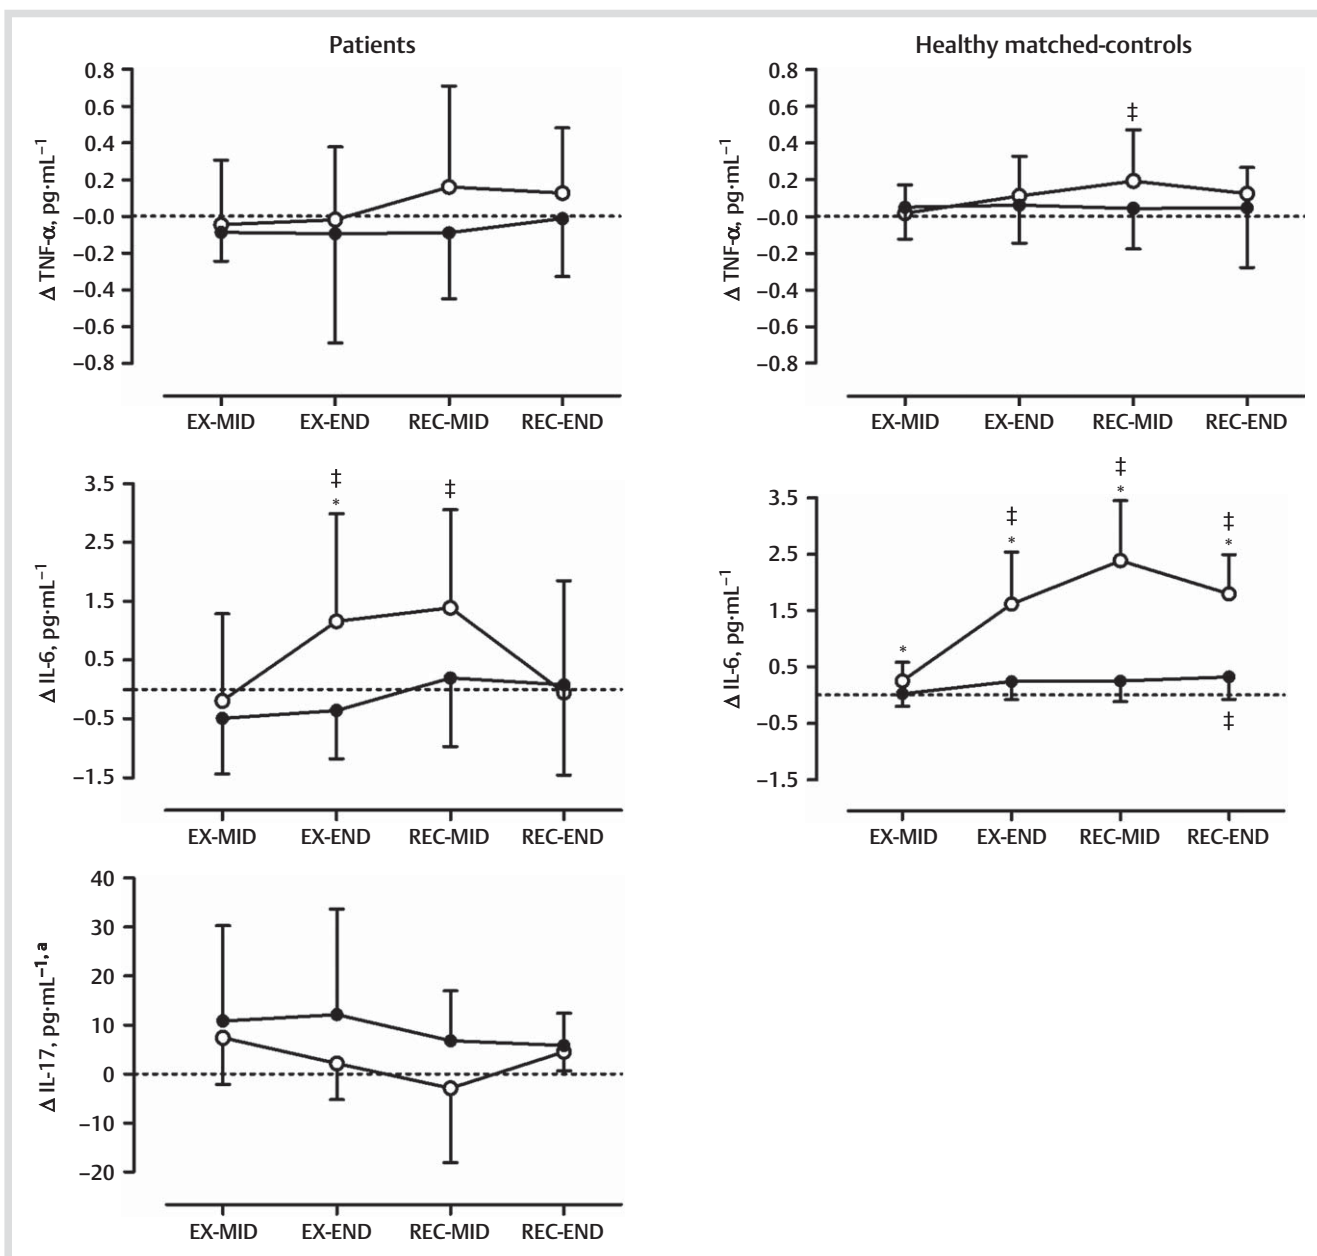 Patients
0.8
0.6
0.4
0.2
−0.0
−0.2
−0.4
−0.6
−0.8
Δ TNF-α, pg·mL−1
EX-MID EX-END REC-MID REC-END
Healthy matched-controls
0.8
0.6
0.4
0.2
−0.0
−0.2
−0.4
−0.6
−0.8
Δ TNF-α, pg·mL−1
‡
EX-MID EX-END REC-MID REC-END
3.5
2.5
1.5
0.5
−0.5
−1.5
Δ IL-6, pg·mL−1
‡ ‡
*
EX-MID EX-END REC-MID REC-END
3.5
2.5
1.5
0.5
−0.5
−1.5
Δ IL-6, pg·mL−1
‡ ‡ ‡
* * * *
‡
EX-MID EX-END REC-MID REC-END
40
30
20
10
0
−10
−20
Δ IL-17, pg·mL−1, a
EX-MID EX-END REC-MID REC-END